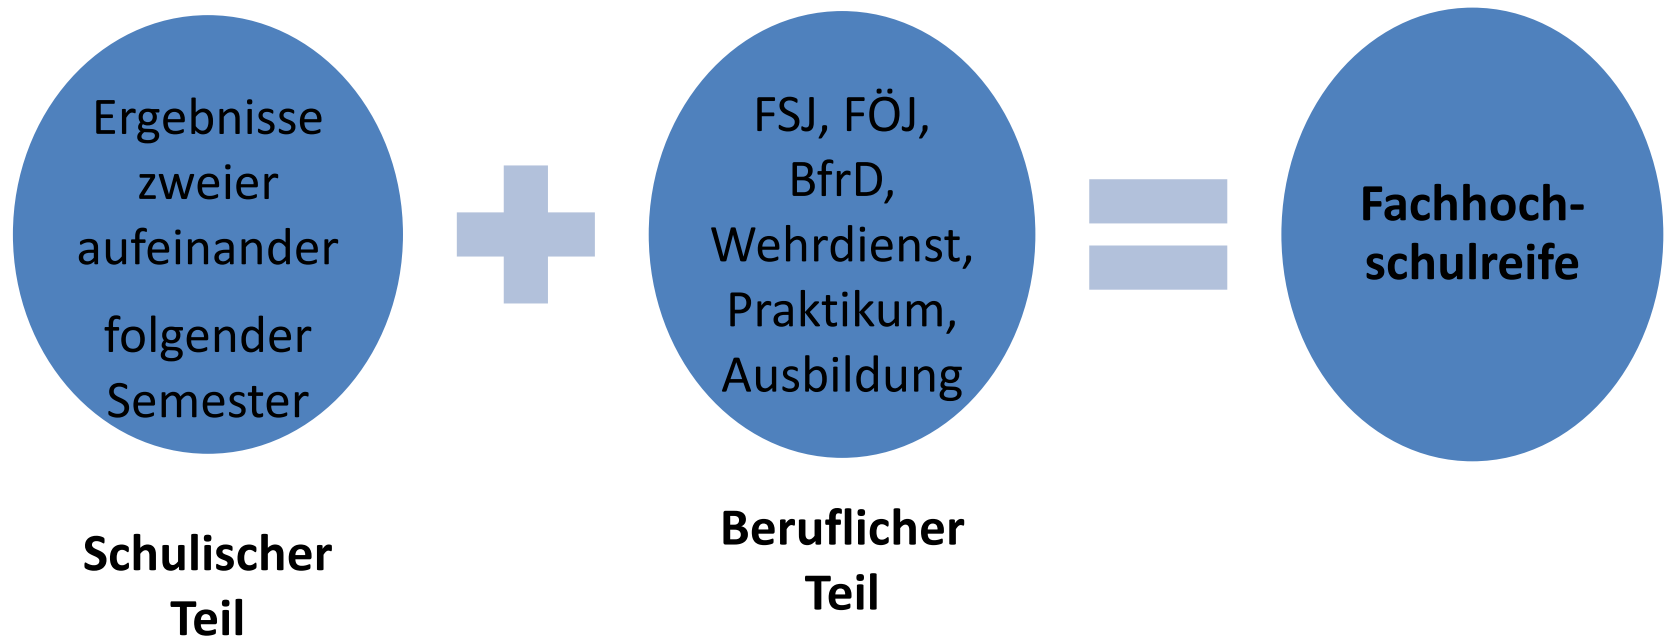 Ergebnisse
zweier
aufeinander
folgender
Semester
Schulischer
Teil
FSJ, FÖJ,
BfrD,
Wehrdienst,
Praktikum,
Ausbildung
Beruflicher
Teil
Fachhoch-
schulreife